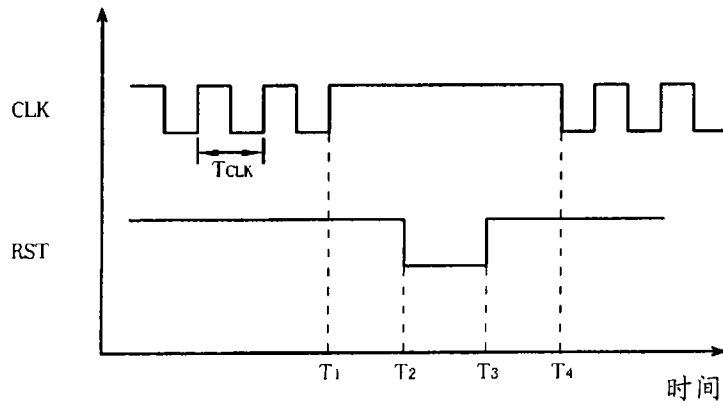 CLK
TCLK
RST
T1 T2 T3 T4
时间